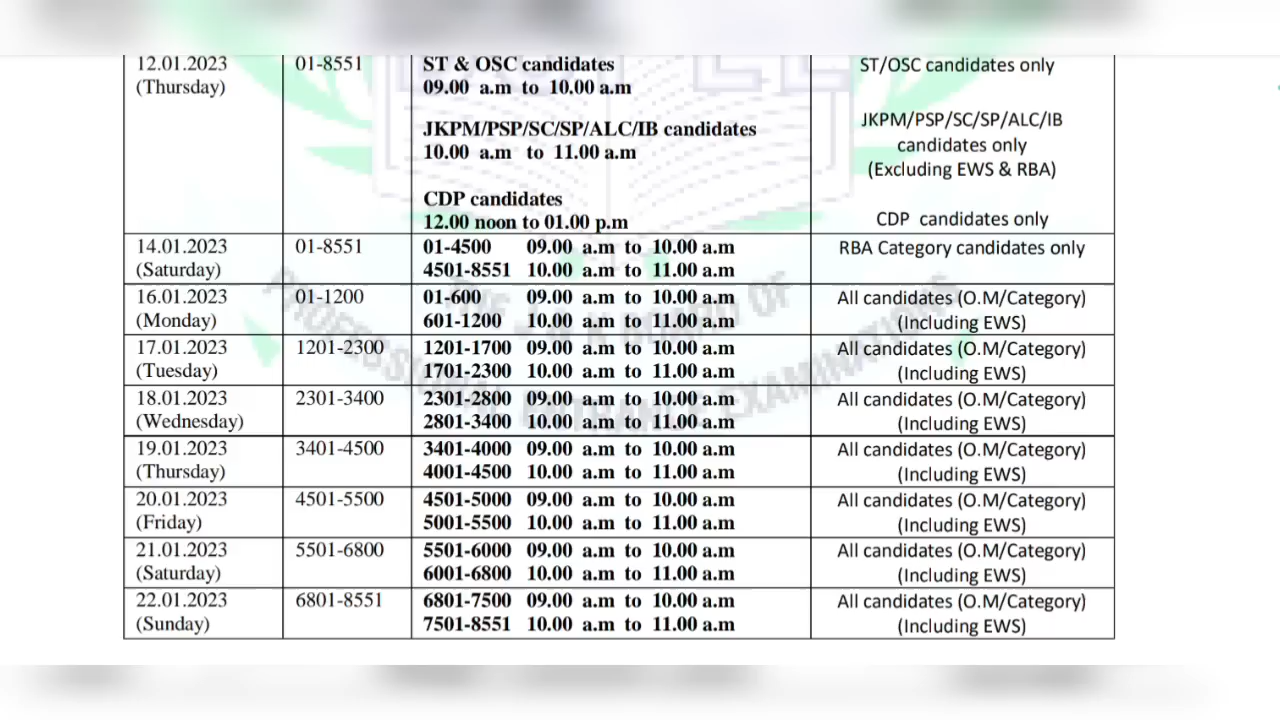 12.01.2023 01-8551 ST & OSC candidates ST/OSC candidates only
(Thursday) 09.00 a.m to 10.00 a.m
JKPM/PSP/SC/SP/ALC/IB candidates JKPM/PSP/SC/SP/ALC/IB
10.00 a.m to 11.00 a.m candidates only
(Excluding EWS & RBA)
CDP candidates CDP candidates only
12.00 noon to 01.00 p.m
14.01.2023 01-8551 01-4500 09.00 a.m to 10.00 a.m RBA Category candidates only
(Saturday) 4501-8551 10.00 a.m to 11.00 a.m
16.01.2023 01-1200 01-600 09.00 a.m to 10.00 a.m All candidates (O.M/Category)
(Monday) 601-1200 10.00 a.m to 11.00 a.m (Including EWS)
17.01.2023 1201-2300 1201-1700 09.00 a.m to 10.00 a.m All candidates (O.M/Category)
(Tuesday) 1701-2300 10.00 a.m to 11.00 a.m (Including EWS)
18.01.2023 2301-3400 2301-2800 09.00 a.m to 10.00 a.m All candidates (O.M/Category)
(Wednesday) 2801-3400 10.00 a.m to 11.00 a.m (Including EWS)
19.01.2023 3401-4500 3401-4000 09.00 a.m to 10.00 a.m All candidates (O.M/Category)
(Thursday) 4001-4500 10.00 a.m to 11.00 a.m (Including EWS)
20.01.2023 4501-5500 4501-5000 09.00 a.m to 10.00 a.m All candidates (O.M/Category)
(Friday) 5001-5500 10.00 a.m to 11.00 a.m (Including EWS)
21.01.2023 5501-6800 5501-6000 09.00 a.m to 10.00 a.m All candidates (O.M/Category)
(Saturday) 6001-6800 10.00 a.m to 11.00 a.m (Including EWS)
22.01.2023 6801-8551 6801-7500 09.00 a.m to 10.00 a.m All candidates (O.M/Category)
(Sunday) 7501-8551 10.00 a.m to 11.00 a.m (Including EWS)
BOARD OF
PROFESSIONAL ENTRANCE EXAMINATIONS